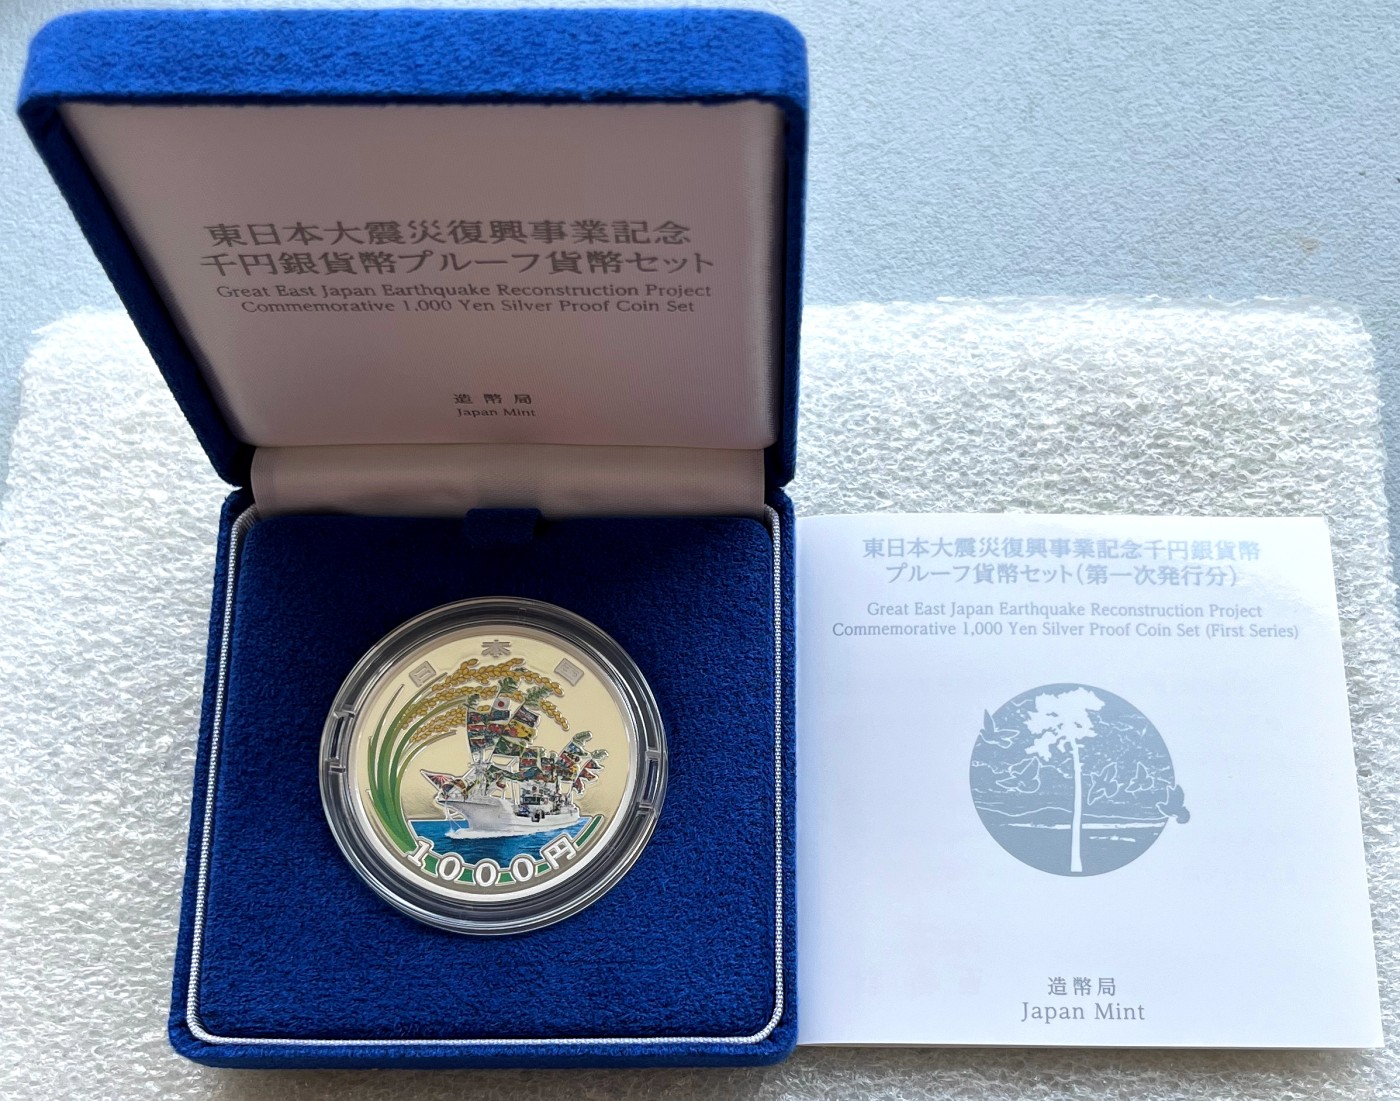 東日本大震災復興事業記念
千円銀貨幣プルーフ貨幣セット
Great East Japan Earthquake Reconstruction Project
Commemorative 1,000 Yen Silver Proof Coin Set
造幣局
Japan Mint
日本国
1000円
東日本大震災復興事業記念千円銀貨幣
プルーフ貨幣セット(第一次発行分)
Great East Japan Earthquake Reconstruction Project
Commemorative 1,000 Yen Silver Proof Coin Set (First Series)
造幣局
Japan Mint